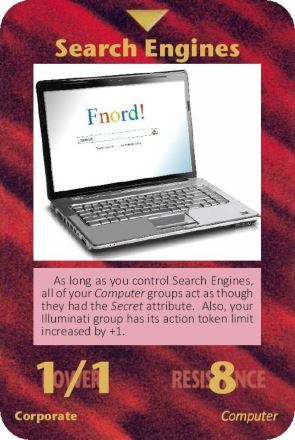 Search Engines
Fnord!
As long as you control Search Engines,
all of your Computer groups act as though
they had the Secret attribute. Also, your
Illuminati group has its action token limit
increased by +1.
POWER
1/1
RESISTANCE
8
Corporate
Computer